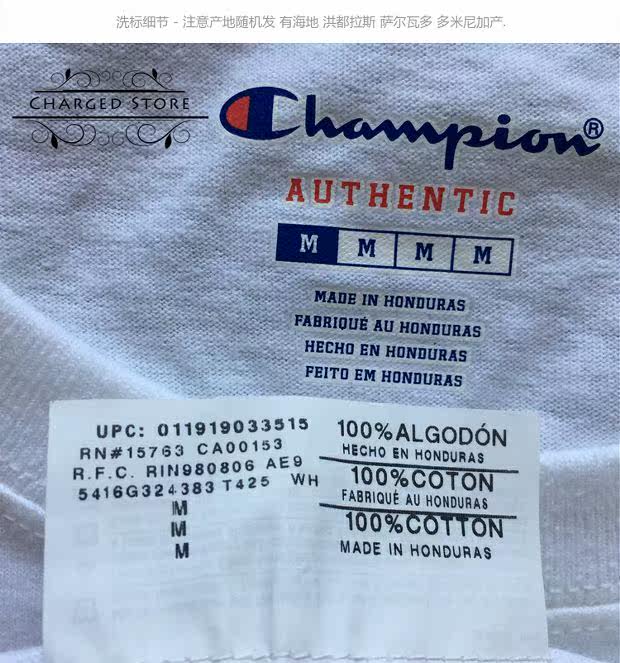 洗标细节 - 注意产地随机发 有海地 洪都拉斯 萨尔瓦多 多米尼加产.
CHARGED STORE
Champion®
AUTHENTIC
M M M M
MADE IN HONDURAS
FABRIQUÉ AU HONDURAS
HECHO EN HONDURAS
FEITO EM HONDURAS
UPC: 011919033515
RN#15763 CA00153
R.F.C. RIN980806 AE9
5416G324383 T425 WH
M
M
M
100%ALGODÓN
HECHO EN HONDURAS
100%COTON
FABRIQUÉ AU HONDURAS
100%COTTON
MADE IN HONDURAS